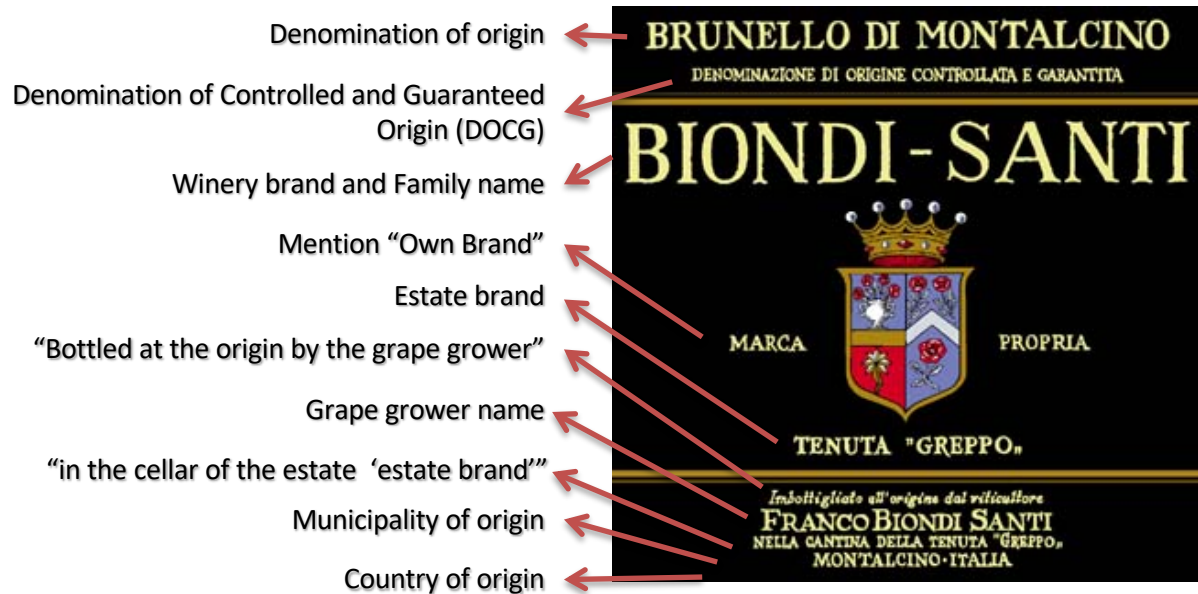 Denomination of origin
Denomination of Controlled and Guaranteed
Origin (DOCG)
Winery brand and Family name
Mention “Own Brand”
Estate brand
“Bottled at the origin by the grape grower”
Grape grower name
“in the cellar of the estate ‘estate brand’”
Municipality of origin
Country of origin
BRUNELLO DI MONTALCINO
DENOMINAZIONE DI ORIGINE CONTROLLATA E GARANTITA
BIONDI-SANTI
MARCA PROPRIA
TENUTA "GREPPO„
Imbottigliato all'origine dal viticultore
FRANCO BIONDI SANTI
NELLA CANTINA DELLA TENUTA "GREPPO„
MONTALCINO·ITALIA